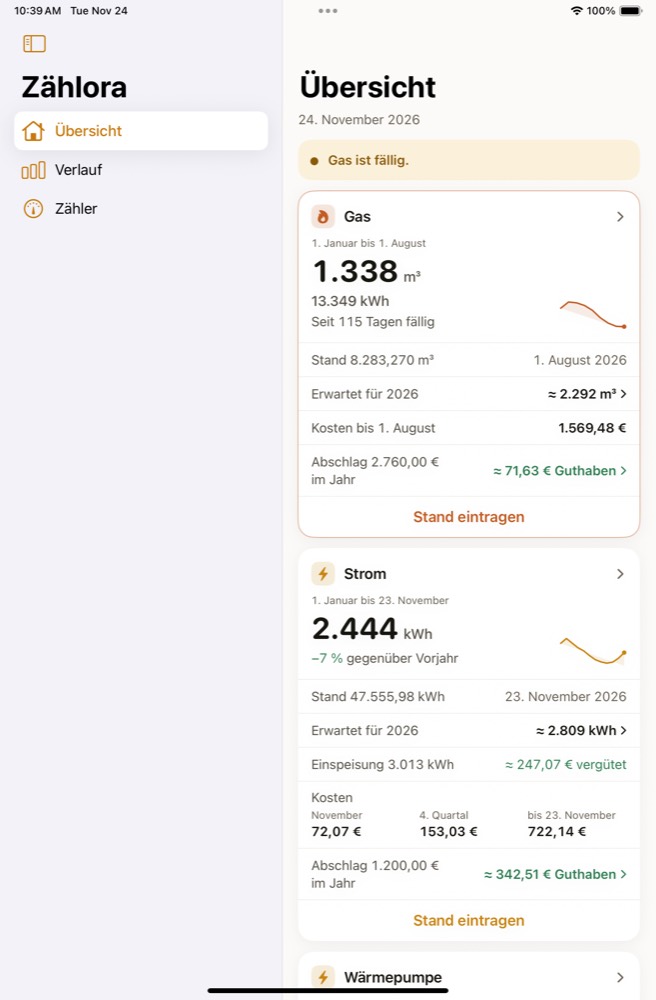 10:39 AM Tue Nov 24
100%
Zählora
Übersicht
Verlauf
Zähler
Übersicht
24. November 2026
Gas ist fällig.
Gas
1. Januar bis 1. August
1.338 m³
13.349 kWh
Seit 115 Tagen fällig
Stand 8.283,270 m³ 1. August 2026
Erwartet für 2026 ≈ 2.292 m³
Kosten bis 1. August 1.569,48 €
Abschlag 2.760,00 €
im Jahr
≈ 71,63 € Guthaben
Stand eintragen
Strom
1. Januar bis 23. November
2.444 kWh
−7 % gegenüber Vorjahr
Stand 47.555,98 kWh 23. November 2026
Erwartet für 2026 ≈ 2.809 kWh
Einspeisung 3.013 kWh ≈ 247,07 € vergütet
Kosten
November 4. Quartal bis 23. November
72,07 € 153,03 € 722,14 €
Abschlag 1.200,00 €
im Jahr
≈ 342,51 € Guthaben
Stand eintragen
Wärmepumpe